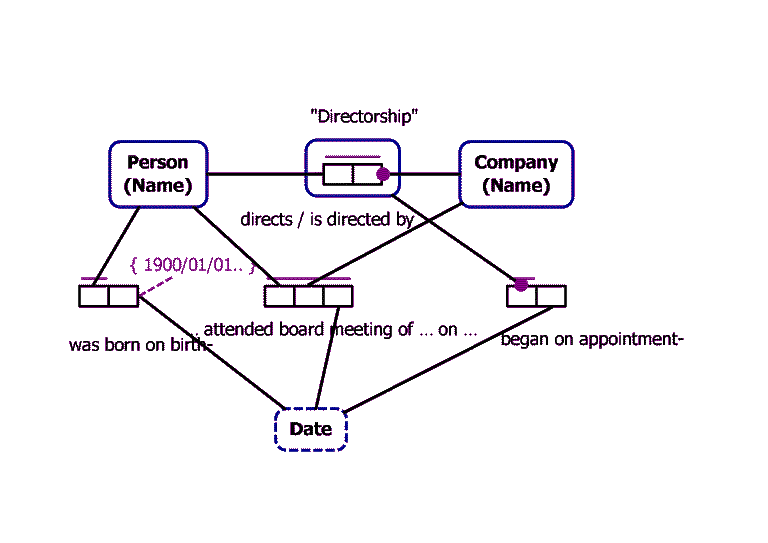 "Directorship"
Person
(Name)
Company
(Name)
directs / is directed by
{ 1900/01/01.. }
.. attended board meeting of ... on ...
was born on birth-
began on appointment-
Date